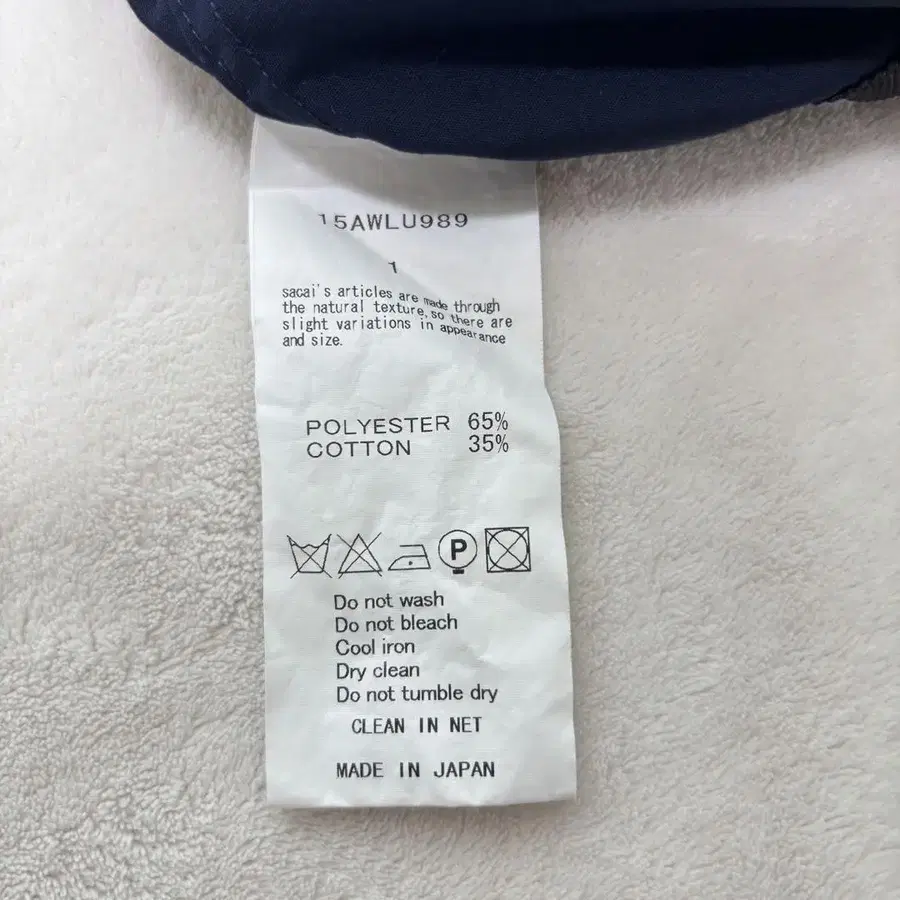 15AWLU989
1
sacai's articles are made through
the natural texture, so there are
slight variations in appearance
and size.
POLYESTER 65%
COTTON 35%
P
Do not wash
Do not bleach
Cool iron
Dry clean
Do not tumble dry
CLEAN IN NET
MADE IN JAPAN